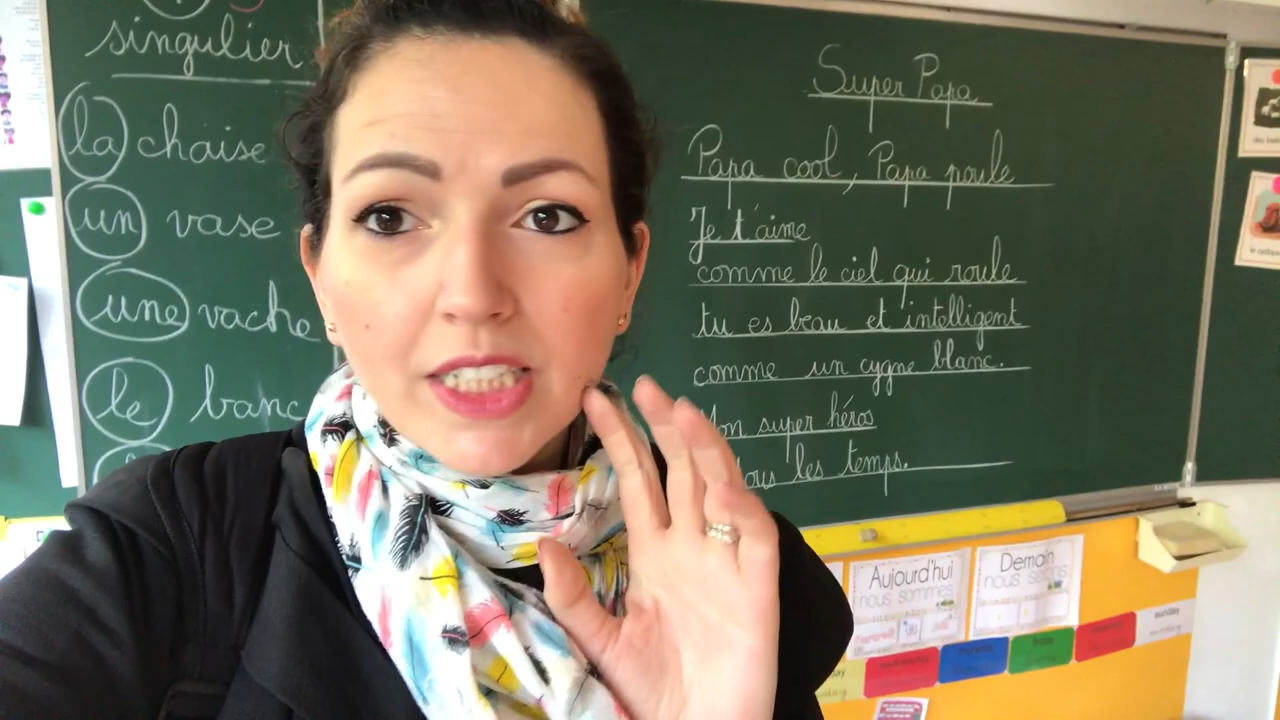 singulier
la chaise
un vase
une vache
le banc
Super Papa
Papa cool, Papa poule
Je t'aime
comme le ciel qui roule
tu es beau et intelligent
comme un cygne blanc.
super héros
les temps.
Aujourd'hui
nous sommes
Demain
nous serons
sunday